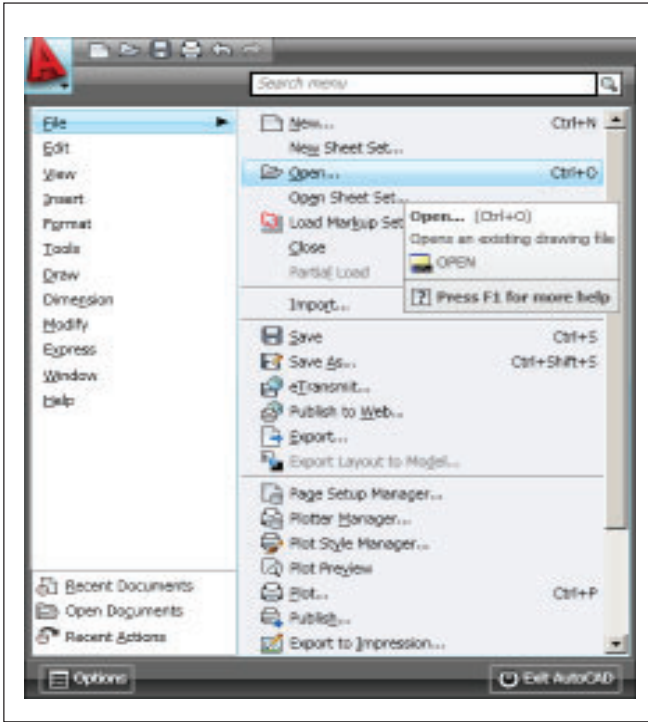 Search menu
File
Edit
View
Insert
Format
Tools
Draw
Dimension
Modify
Express
Window
Help
Recent Documents
Open Documents
Recent Actions
New... Ctrl+N
New Sheet Set...
Open... Ctrl+O
Open Sheet Set...
Load Markup Set
Close
Partial Load
Import...
Open... (Ctrl+O)
Opens an existing drawing file
OPEN
Press F1 for more help
Save Ctrl+S
Save As... Ctrl+Shift+S
eTransmit...
Publish to Web...
Export...
Export Layout to Model...
Page Setup Manager...
Plotter Manager...
Plot Style Manager...
Plot Preview
Plot... Ctrl+P
Publish...
Export to Impression...
Options
Exit AutoCAD